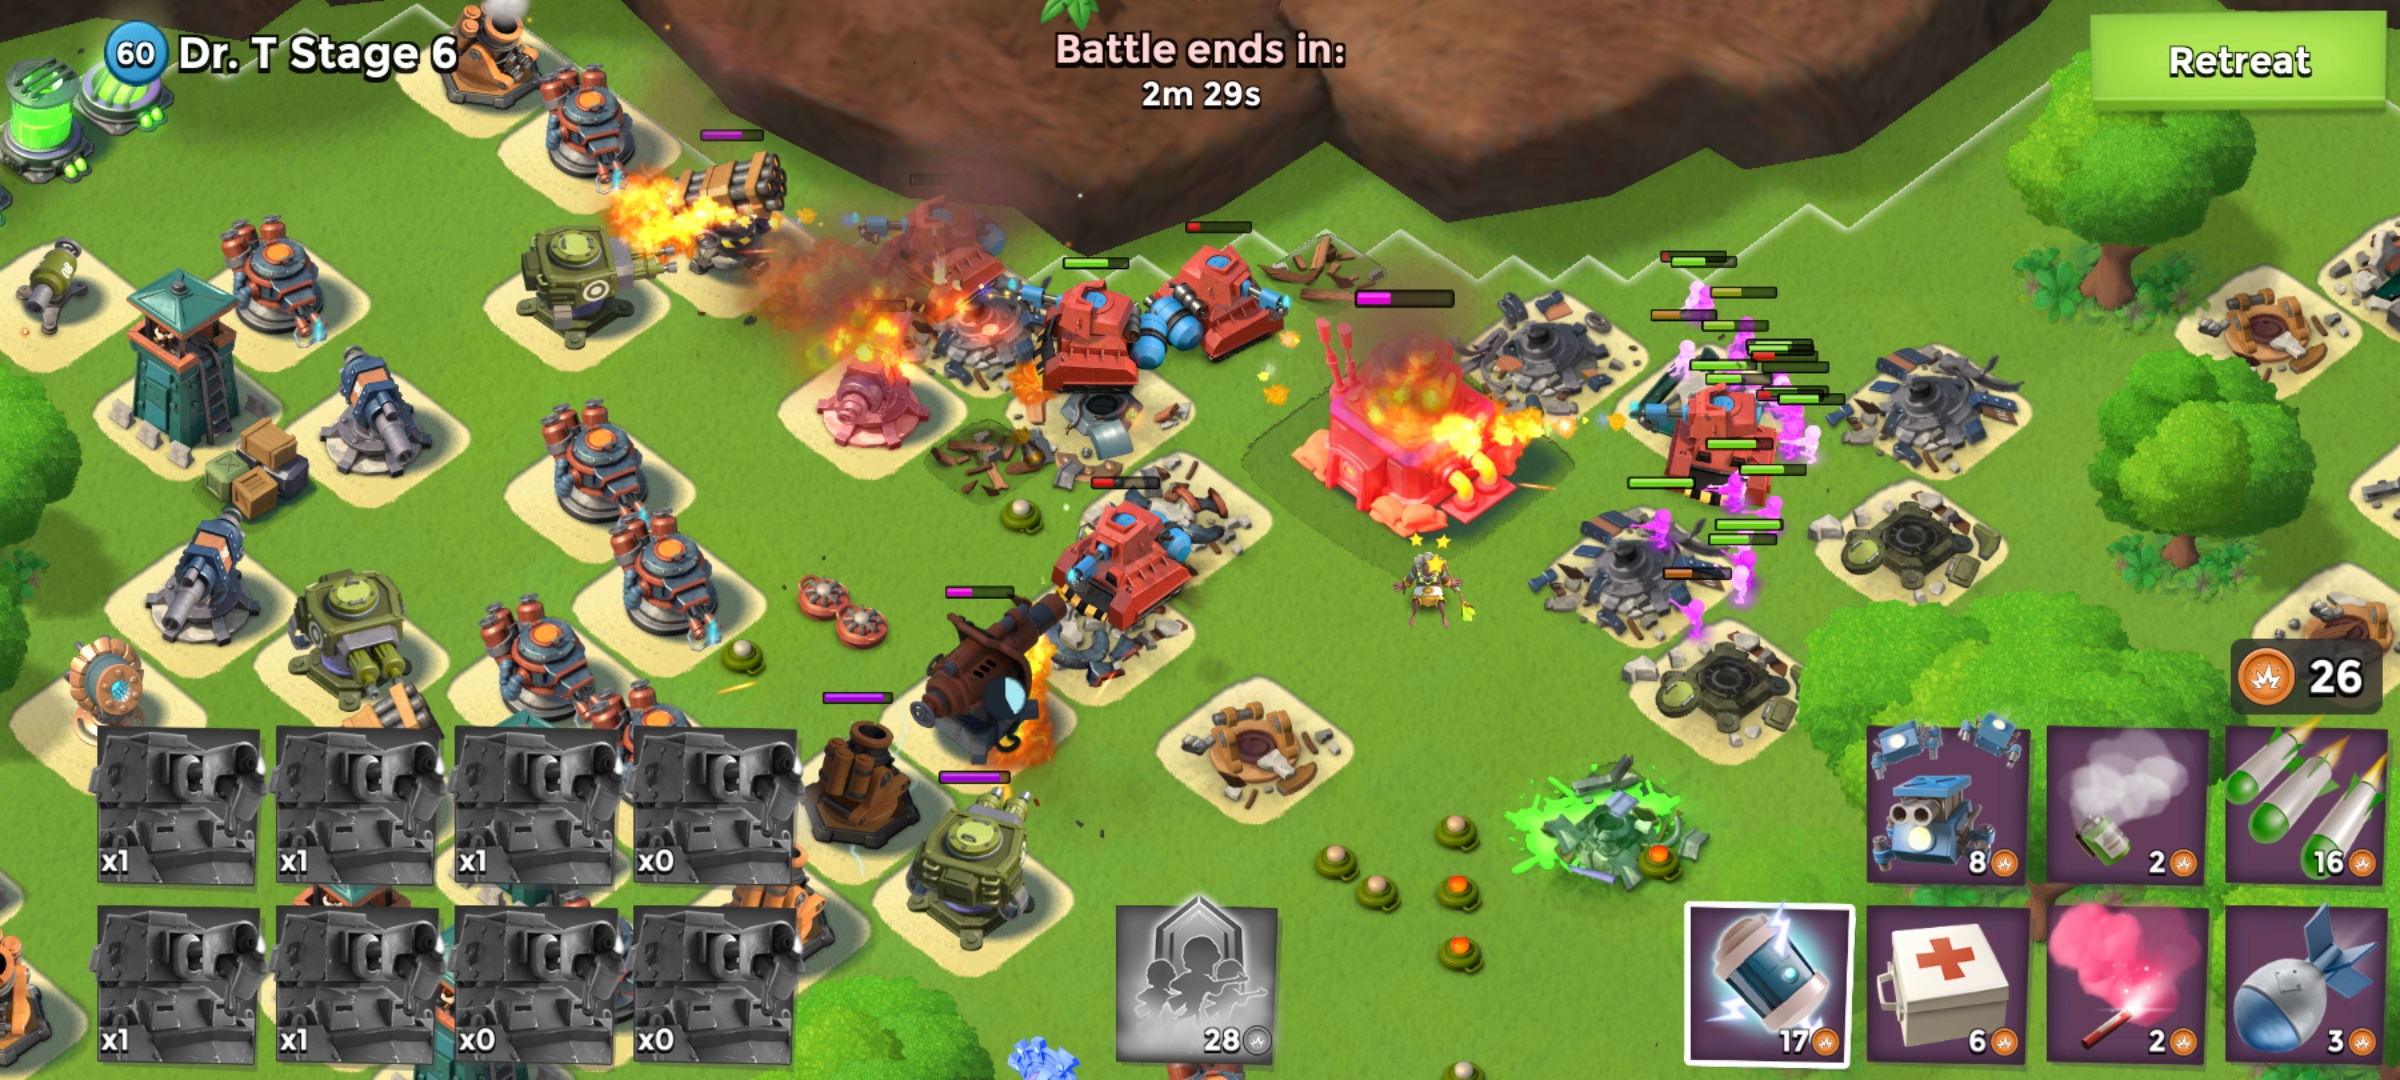 60 Dr. T Stage 6
Battle ends in:
2m 29s
Retreat
26
x1 x1 x1 x0
8 2 16
x1 x1 x0 x0
28 17 6 2 3